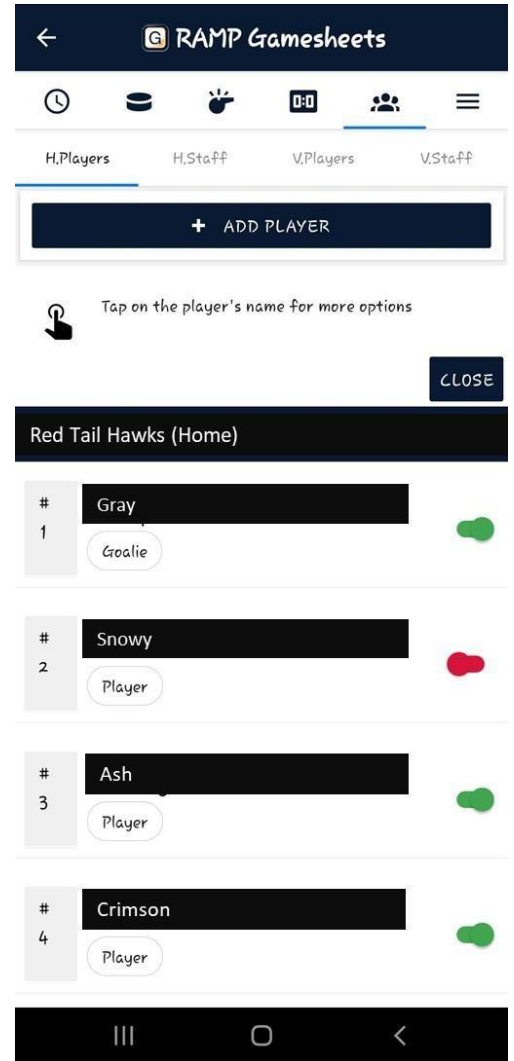 RAMP Gamesheets
0:0
H.Players H.Staff V.Players V.Staff
+ ADD PLAYER
Tap on the player's name for more options
CLOSE
Red Tail Hawks (Home)
#
1
Gray
Goalie
#
2
Snowy
Player
#
3
Ash
Player
#
4
Crimson
Player